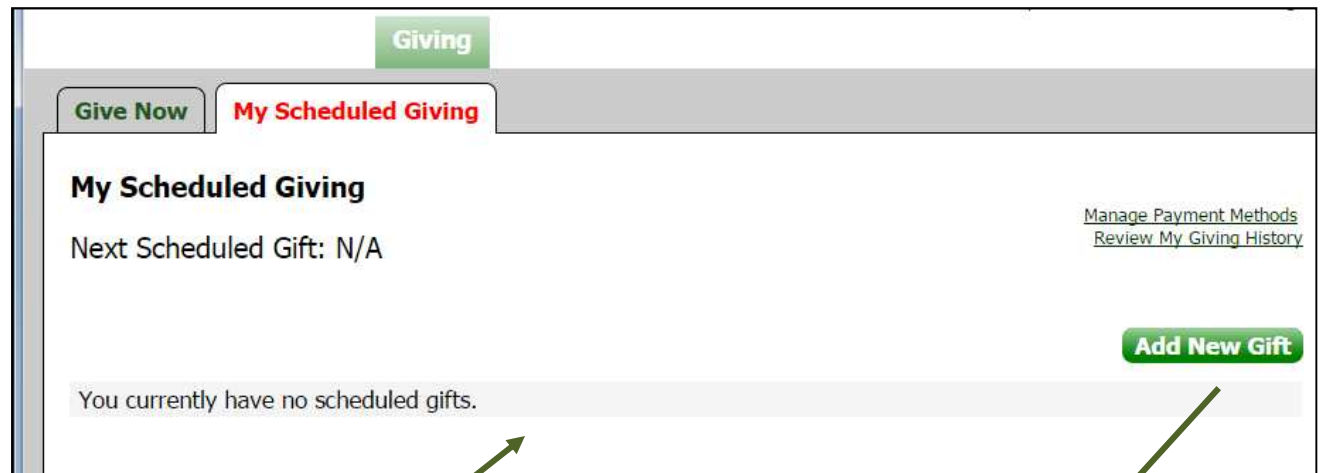 Giving
Give Now
My Scheduled Giving
My Scheduled Giving
Manage Payment Methods
Next Scheduled Gift: N/A
Review My Giving History
Add New Gift
You currently have no scheduled gifts.